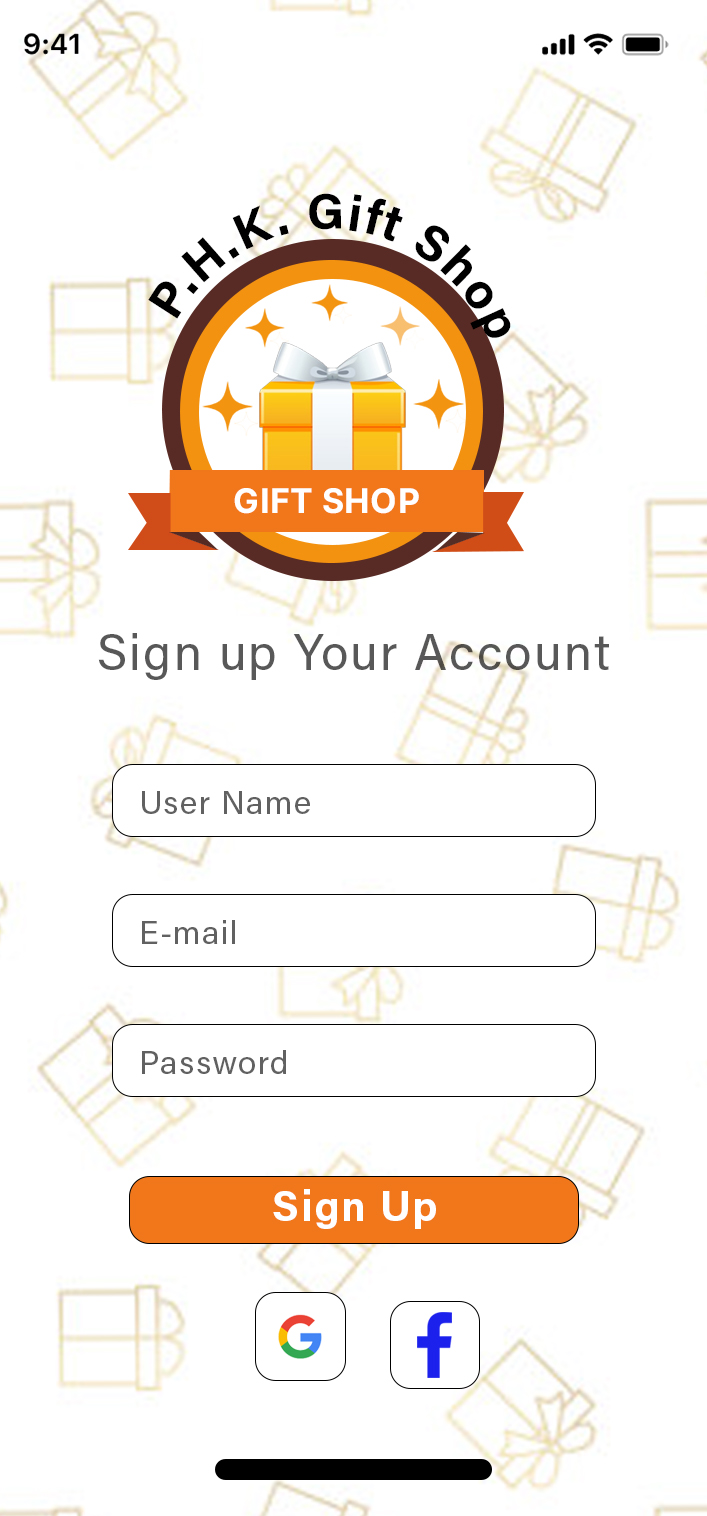 9:41
P.H.K. Gift Shop
GIFT SHOP
Sign up Your Account
User Name
E-mail
Password
Sign Up
G f